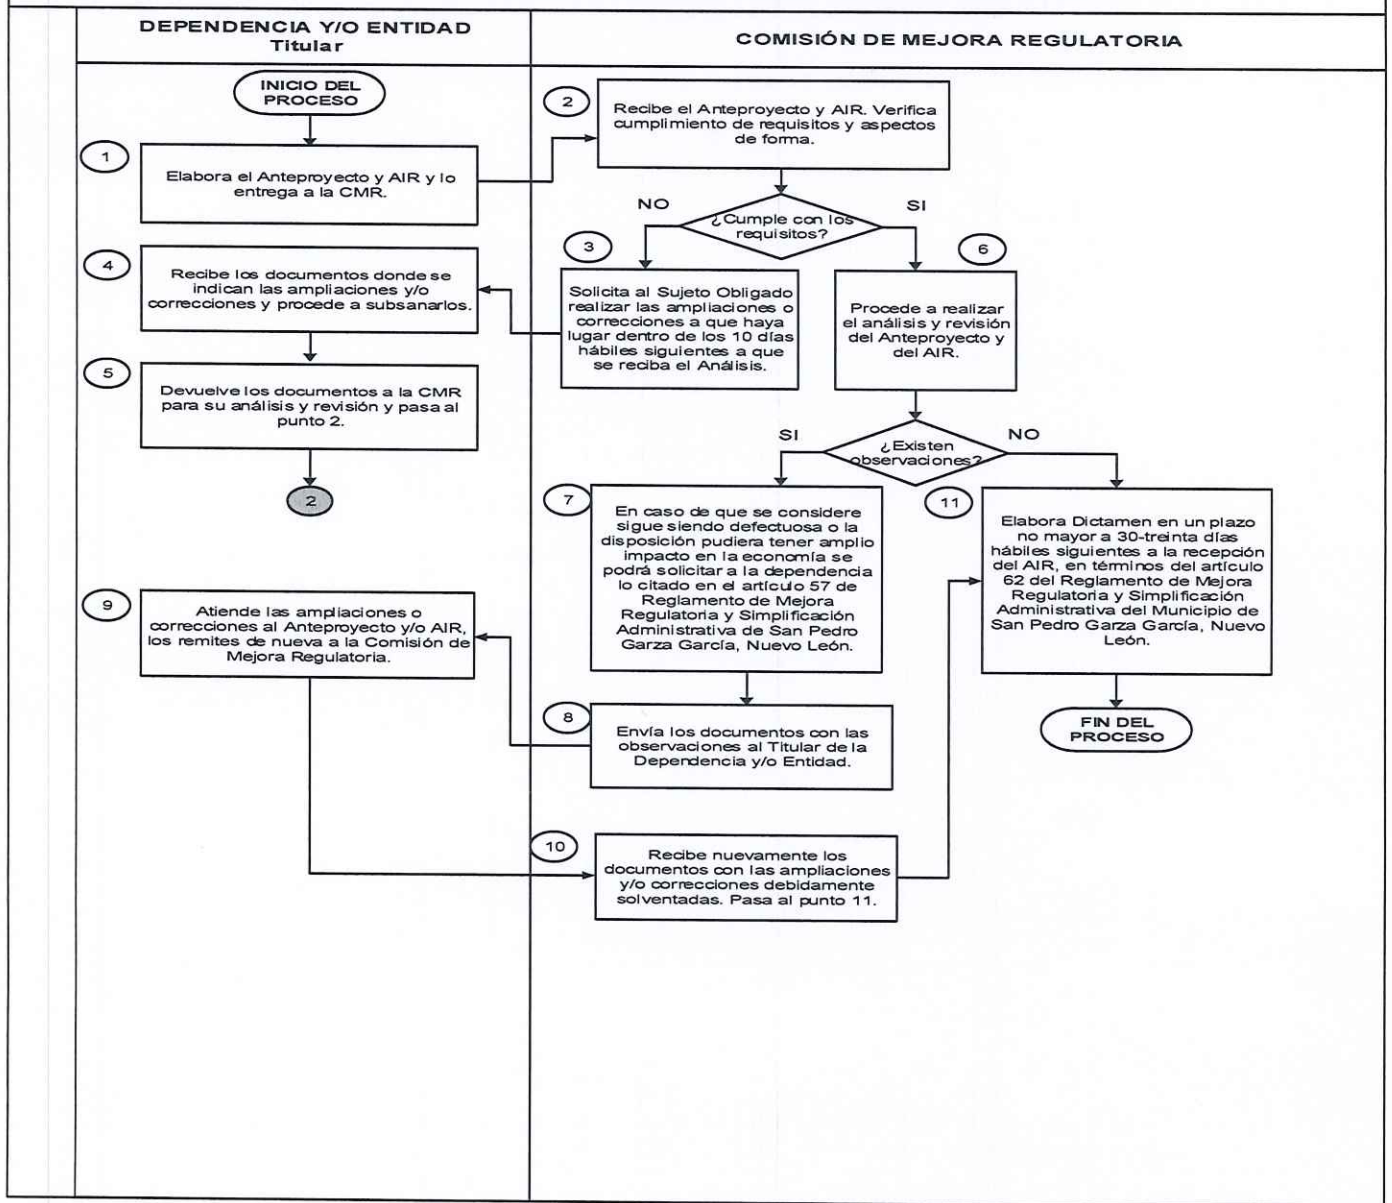 DEPENDENCIA Y/O ENTIDAD
Titular
COMISIÓN DE MEJORA REGULATORIA
INICIO DEL
PROCESO
1
Elabora el Anteproyecto y AIR y lo
entrega a la CMR.
2
Recibe el Anteproyecto y AIR. Verifica
cumplimiento de requisitos y aspectos
de forma.
¿Cumple con los
requisitos?
NO
SI
3
Solicita al Sujeto Obligado
realizar las ampliaciones o
correcciones a que haya
lugar dentro de los 10 días
hábiles siguientes a que
se reciba el Análisis.
4
Recibe los documentos donde se
indican las ampliaciones y/o
correcciones y procede a subsanarlos.
5
Devuelve los documentos a la CMR
para su análisis y revisión y pasa al
punto 2.
2
6
Procede a realizar
el análisis y revisión
del Anteproyecto y
del AIR.
¿Existen
observaciones?
SI
NO
7
En caso de que se considere
sigue siendo defectuosa o la
disposición pudiera tener amplio
impacto en la economía se
podrá solicitar a la dependencia
lo citado en el artículo 57 de
Reglamento de Mejora
Regulatoria y Simplificación
Administrativa de San Pedro
Garza García, Nuevo León.
8
Envía los documentos con las
observaciones al Titular de la
Dependencia y/o Entidad.
9
Atiende las ampliaciones o
correcciones al Anteproyecto y/o AIR,
los remites de nueva a la Comisión de
Mejora Regulatoria.
10
Recibe nuevamente los
documentos con las ampliaciones
y/o correcciones debidamente
solventadas. Pasa al punto 11.
11
Elabora Dictamen en un plazo
no mayor a 30-treinta días
hábiles siguientes a la recepción
del AIR, en términos del artículo
62 del Reglamento de Mejora
Regulatoria y Simplificación
Administrativa del Municipio de
San Pedro Garza García, Nuevo
León.
FIN DEL
PROCESO